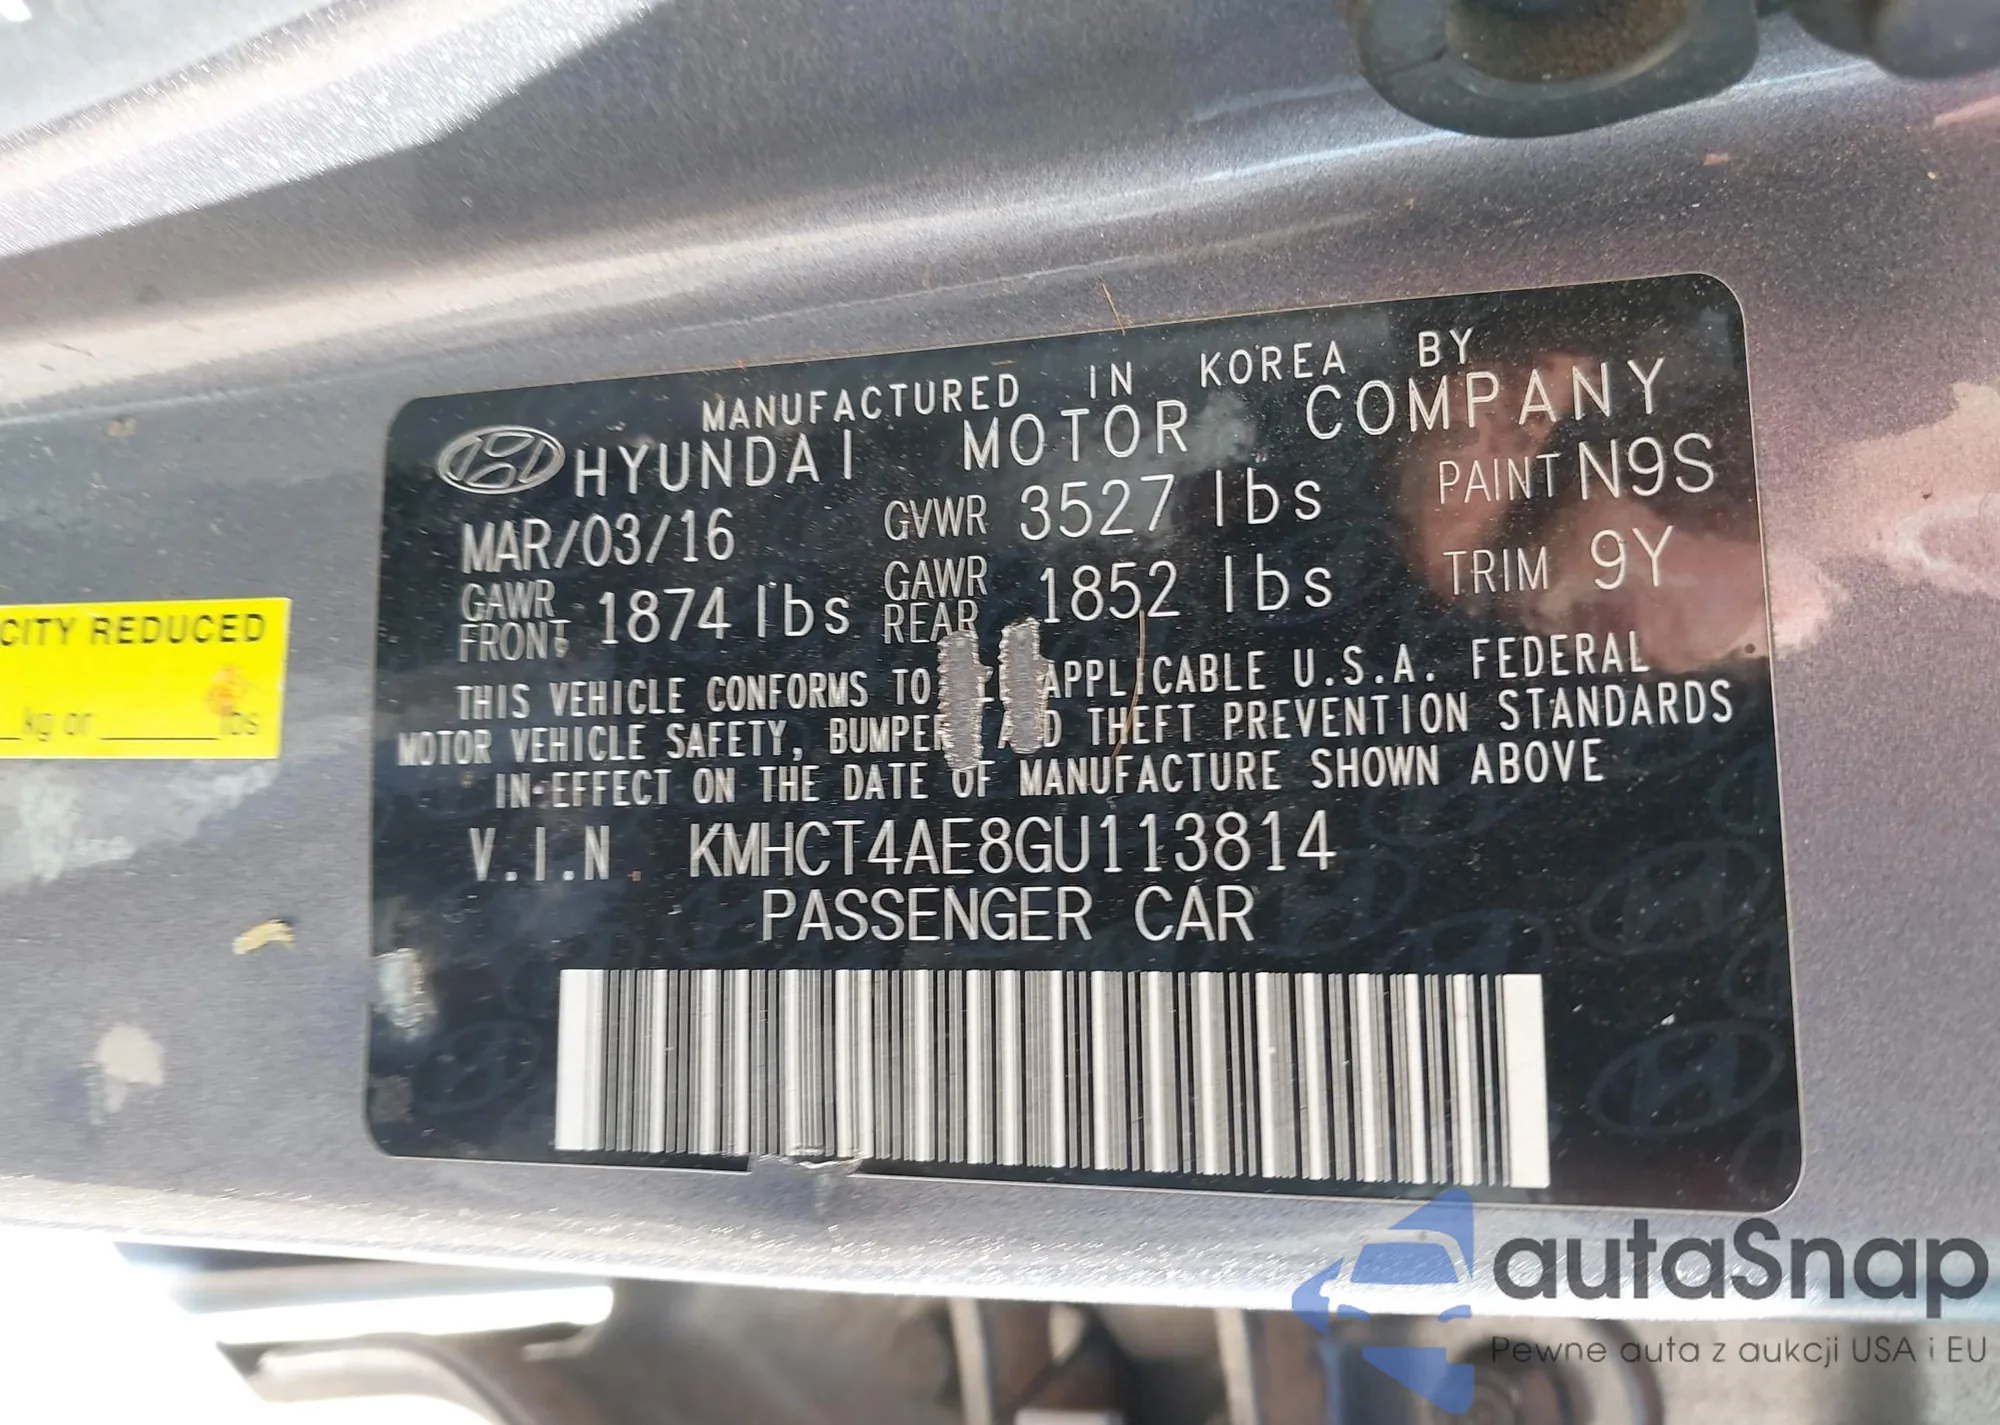 MANUFACTURED IN KOREA BY
HYUNDAI MOTOR COMPANY
MAR/03/16 GVWR 3527 lbs PAINT N9S
GAWR FRONT 1874 lbs GAWR REAR 1852 lbs TRIM 9Y
THIS VEHICLE CONFORMS TO APPLICABLE U.S.A. FEDERAL
MOTOR VEHICLE SAFETY, BUMPER AND THEFT PREVENTION STANDARDS
IN EFFECT ON THE DATE OF MANUFACTURE SHOWN ABOVE
V.I.N. KMHCT4AE8GU113814
PASSENGER CAR
CITY REDUCED
kg or lbs
autaSnap
Pewne auta z aukcji USA i EU